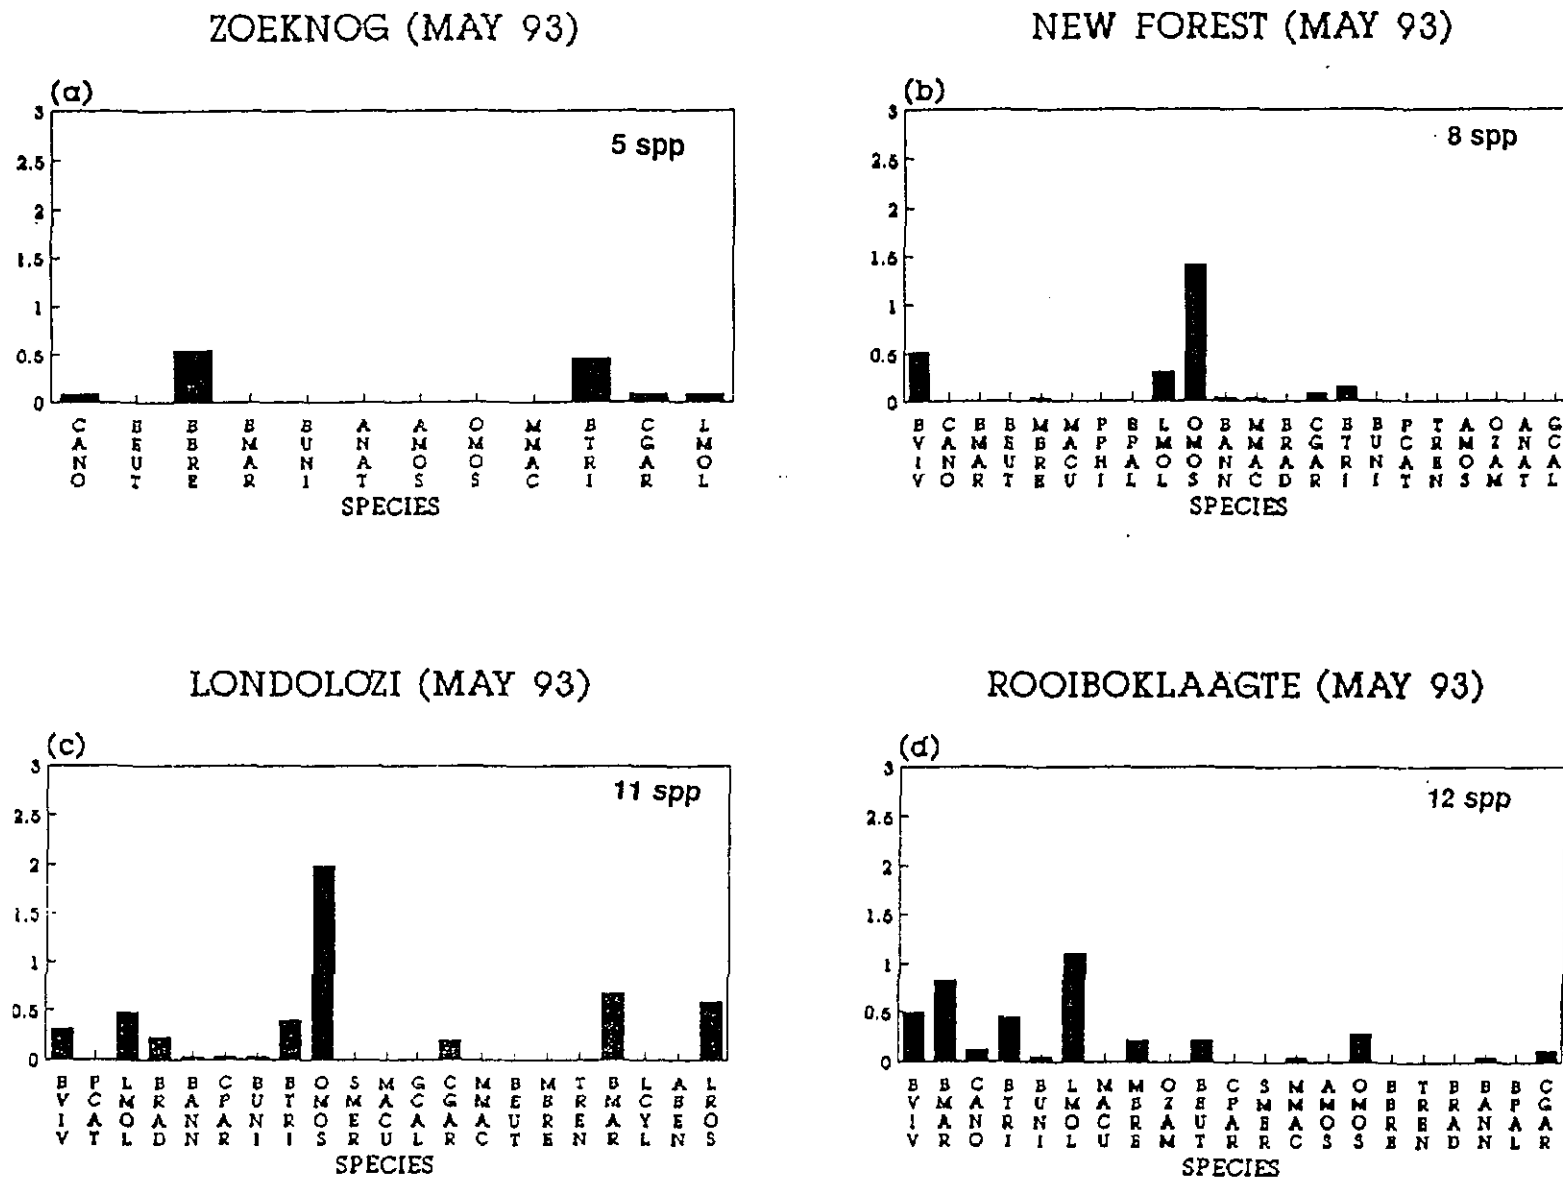 ZOEKNOG (MAY 93)
(a)
5 spp
3
2.5
2
1.5
1
0.5
0
CANO BEUT BBRE BMAR BUNI ANAT AMOS OMOS MMAC BTRI CGAR LMOL
SPECIES
NEW FOREST (MAY 93)
(b)
8 spp
3
2.5
2
1.5
1
0.5
0
BVIV CANO BMAR BEUT MBRE MACU PPHI BPAL LMOL OMOS BANN MMAC BRAD CGAR BTRI BUNI PCAT TREN AMOS OZAM ANAT GCAL
SPECIES
LONDOLOZI (MAY 93)
(c)
11 spp
3
2.5
2
1.5
1
0.5
0
BVIV PCAT LMOL BRAD BANN CPAR BUNI BTRI OMOS SMER MACU GCAL CGAR MMAC BEUT MBRE TREN BMAR LCYL ABEN LROS
SPECIES
ROOIBOKLAAGTE (MAY 93)
(d)
12 spp
3
2.5
2
1.5
1
0.5
0
BVIV BMAR CANO BTRI BUNI LMOL MACU MBRE OZAM BEUT CPAR SMER MMAC AMOS OMOS BBRE TREN BRAD BANN BPAL CGAR
SPECIES